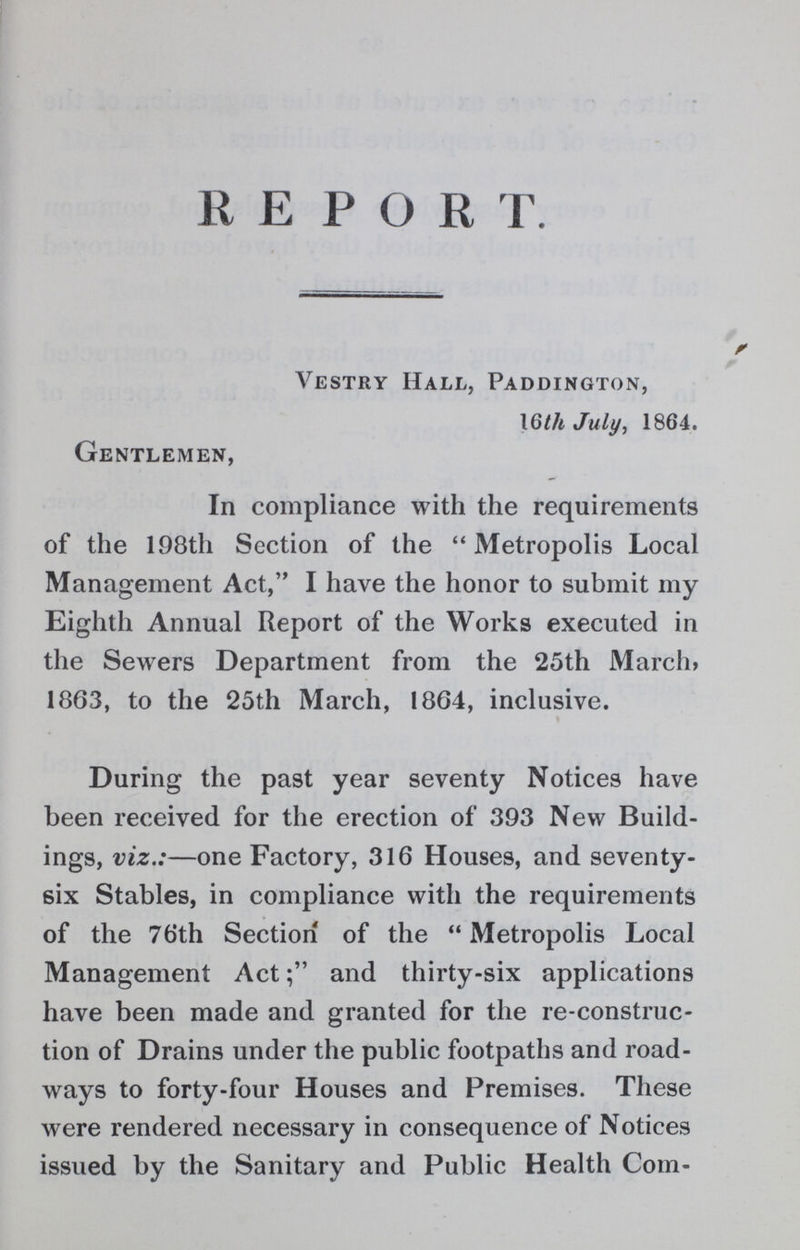 REPORT.
Vestry Hall, Paddington,
16th July, 1864.
Gentlemen,
In compliance with the requirements
of the 198th Section of the “Metropolis Local
Management Act,” I have the honor to submit my
Eighth Annual Report of the Works executed in
the Sewers Department from the 25th March,
1863, to the 25th March, 1864, inclusive.
During the past year seventy Notices have
been received for the erection of 393 New Build-
ings, viz.:—one Factory, 316 Houses, and seventy-
six Stables, in compliance with the requirements
of the 76th Section of the “Metropolis Local
Management Act;” and thirty-six applications
have been made and granted for the re-construc-
tion of Drains under the public footpaths and road-
ways to forty-four Houses and Premises. These
were rendered necessary in consequence of Notices
issued by the Sanitary and Public Health Com-